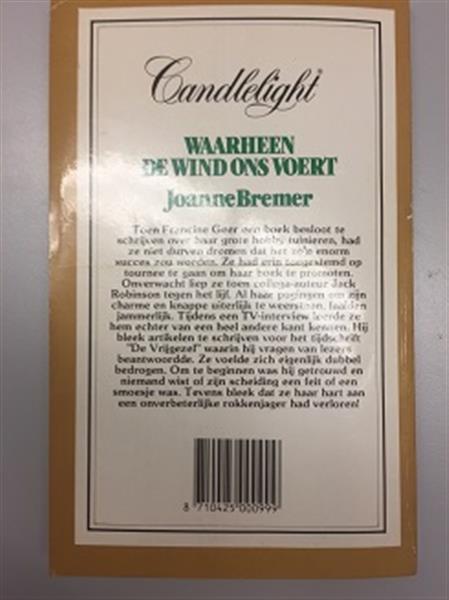 Candlelight®
WAARHEEN
DE WIND ONS VOERT
Joanne Bremer
Toen Francine Geer een boek besloot te
schrijven over haar grote hobby tuinieren, had
ze niet durven dromen dat het zo'n enorm
succes zou worden. Ze had erin toegestemd op
tournee te gaan om haar boek te promoten.
Onverwacht liep ze toen collega-auteur Jack
Robinson tegen het lijf. Al haar pogingen om zijn
charme en knappe uiterlijk te weerstaan, faalden
jammerlijk. Tijdens een TV-interview leerde ze
hem echter van een heel andere kant kennen. Hij
bleek artikelen te schrijven voor het tijdschrift
"De Vrijgezel" waarin hij vragen van lezers
beantwoordde. Ze voelde zich eigenlijk dubbel
bedrogen. Om te beginnen was hij getrouwd en
niemand wist of zijn scheiding een feit of een
smoesje was. Tevens bleek dat ze haar hart aan
een onverbeterlijke rokkenjager had verloren!
8 710425 000999